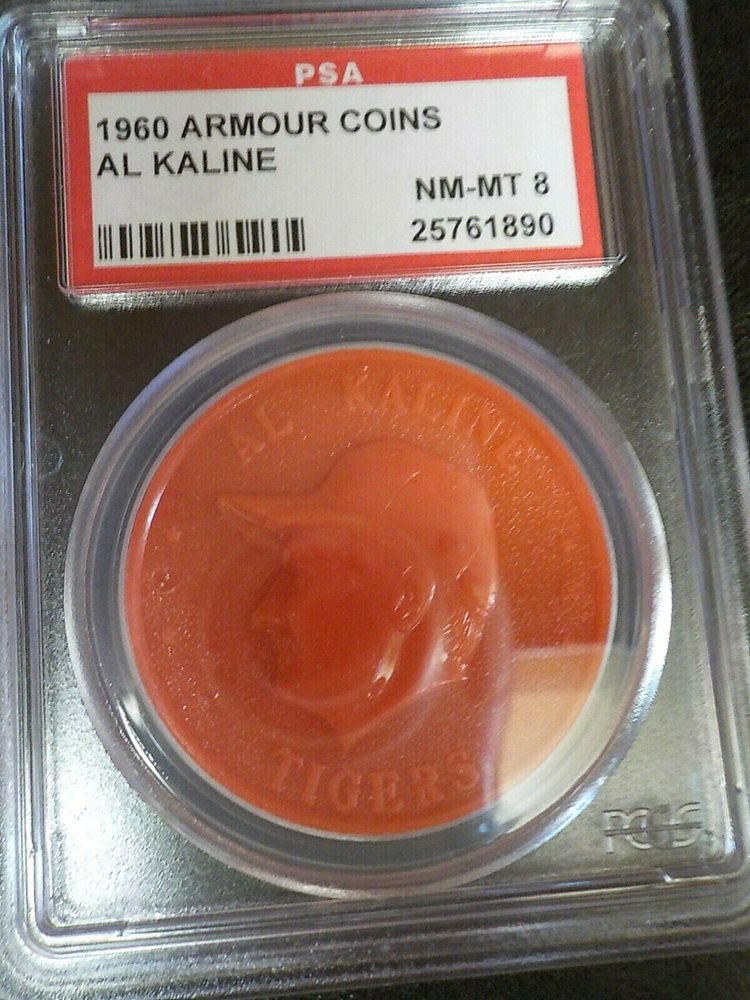 PSA
1960 ARMOUR COINS
AL KALINE
NM-MT 8
25761890
AL KALINE
TIGERS
PCGS